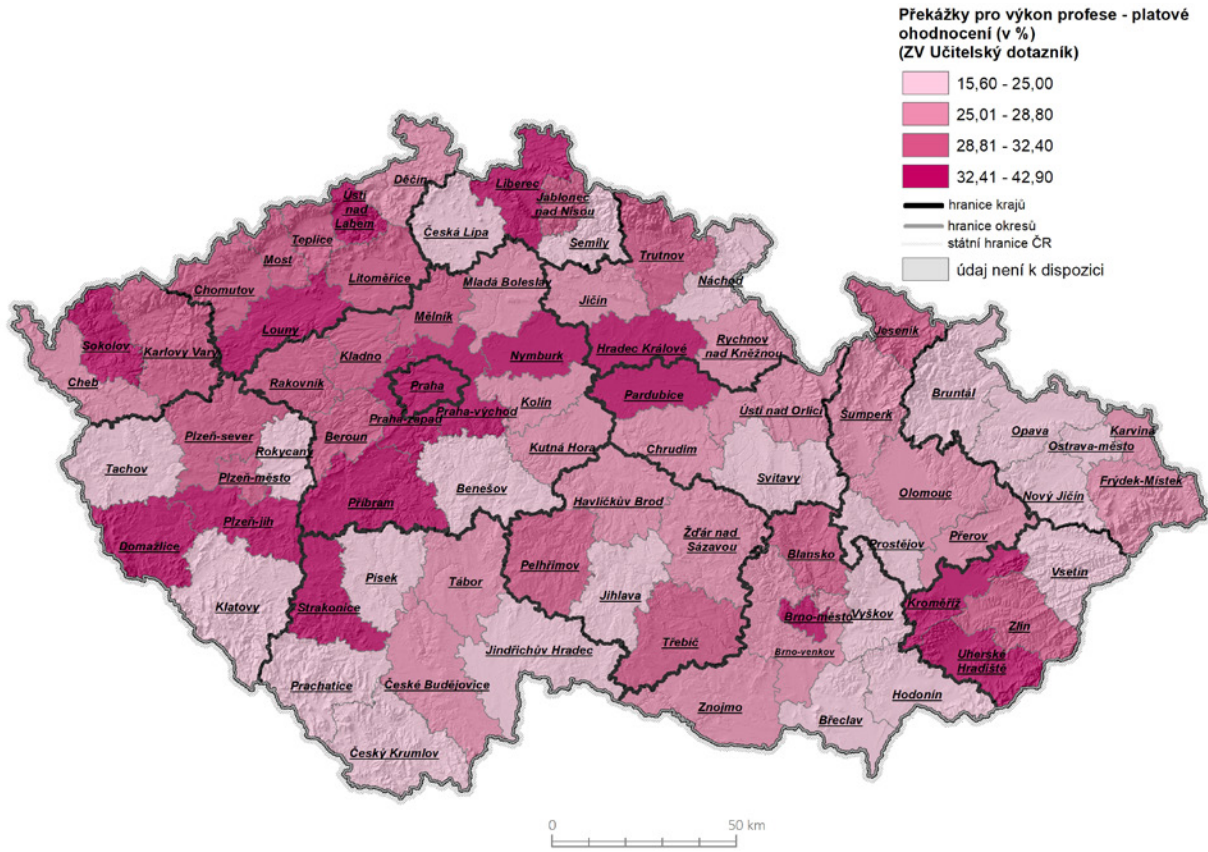 Překážky pro výkon profese - platové
ohodnocení (v %)
(ZV Učitelský dotazník)
15,60 - 25,00
25,01 - 28,80
28,81 - 32,40
32,41 - 42,90
hranice krajů
hranice okresů
státní hranice ČR
údaj není k dispozici
Děčín
Ústí
nad
Labem
Liberec
Jablonec
nad Nisou
Česká Lípa
Semily
Teplice
Most
Litoměřice
Chomutov
Trutnov
Náchod
Mladá Boleslav
Jičín
Mělník
Louny
Sokolov
Karlovy Vary
Cheb
Kladno
Nymburk
Hradec Králové
Rychnov
nad Kněžnou
Jeseník
Rakovník
Praha
Kolín
Pardubice
Praha-východ
Praha-západ
Ústí nad Orlicí
Šumperk
Bruntál
Opava
Karviná
Ostrava-město
Plzeň-sever
Beroun
Kutná Hora
Chrudim
Rokycany
Tachov
Plzeň-město
Benešov
Svitavy
Frýdek-Místek
Nový Jičín
Olomouc
Příbram
Havlíčkův Brod
Plzeň-jih
Domažlice
Žďár nad
Sázavou
Prostějov
Přerov
Blansko
Pelhřimov
Písek
Tábor
Vsetín
Jihlava
Klatovy
Strakonice
Kroměříž
Brno-město
Vyškov
Zlín
Třebíč
Jindřichův Hradec
Brno-venkov
Uherské
Hradiště
Prachatice
České Budějovice
Hodonín
Znojmo
Břeclav
Český Krumlov
0
50 km